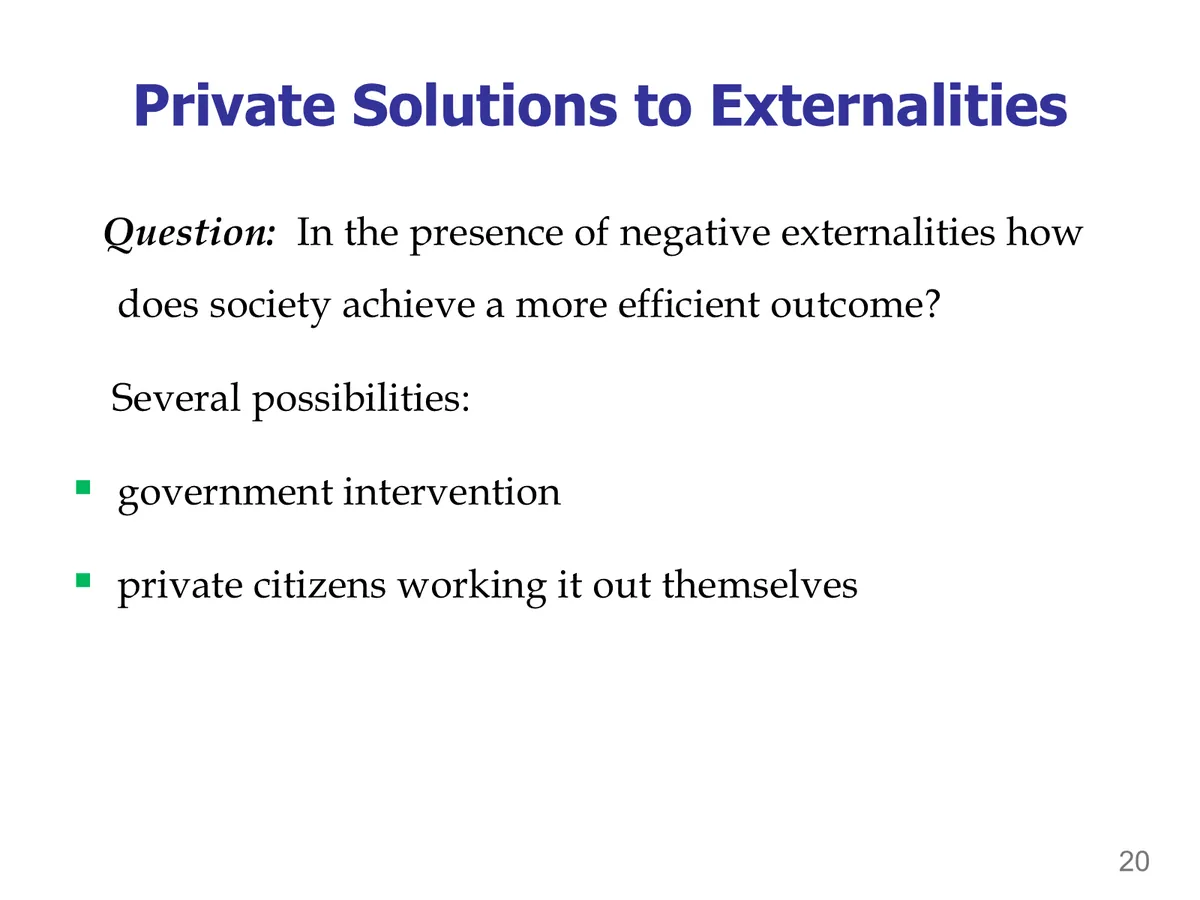 Private Solutions to Externalities
Question: In the presence of negative externalities how
does society achieve a more efficient outcome?
Several possibilities:
▪ government intervention
▪ private citizens working it out themselves
20